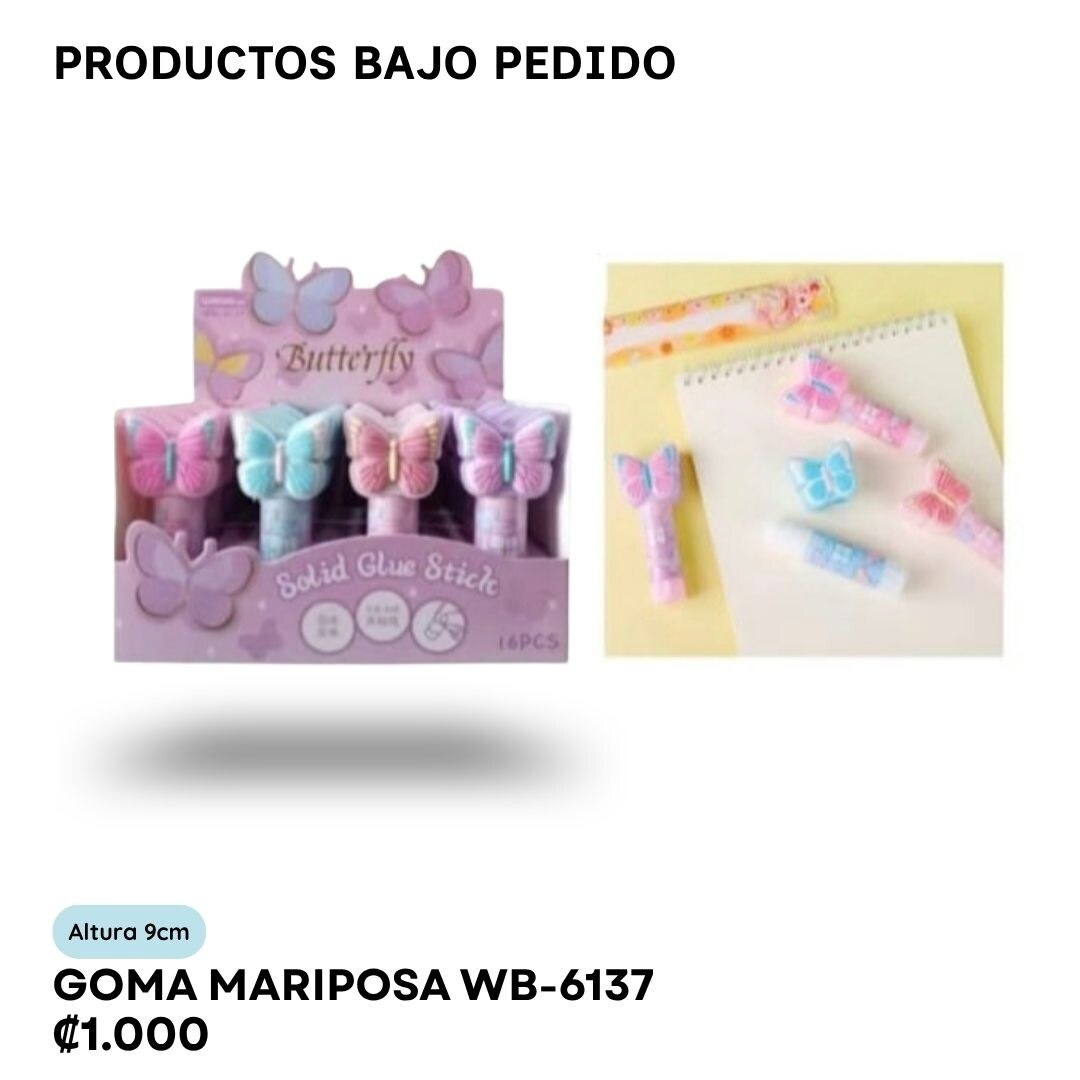 PRODUCTOS BAJO PEDIDO
Butterfly
Solid Glue Stick
16PCS
Altura 9cm
GOMA MARIPOSA WB-6137
₡1.000